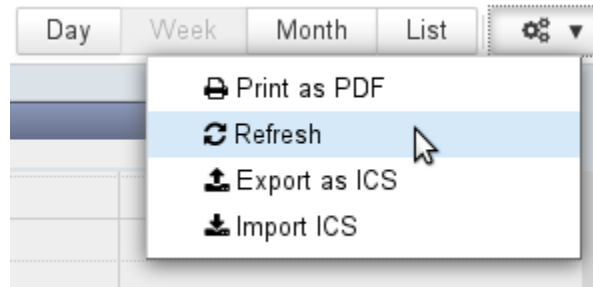 Day Week Month List
Print as PDF
Refresh
Export as ICS
Import ICS